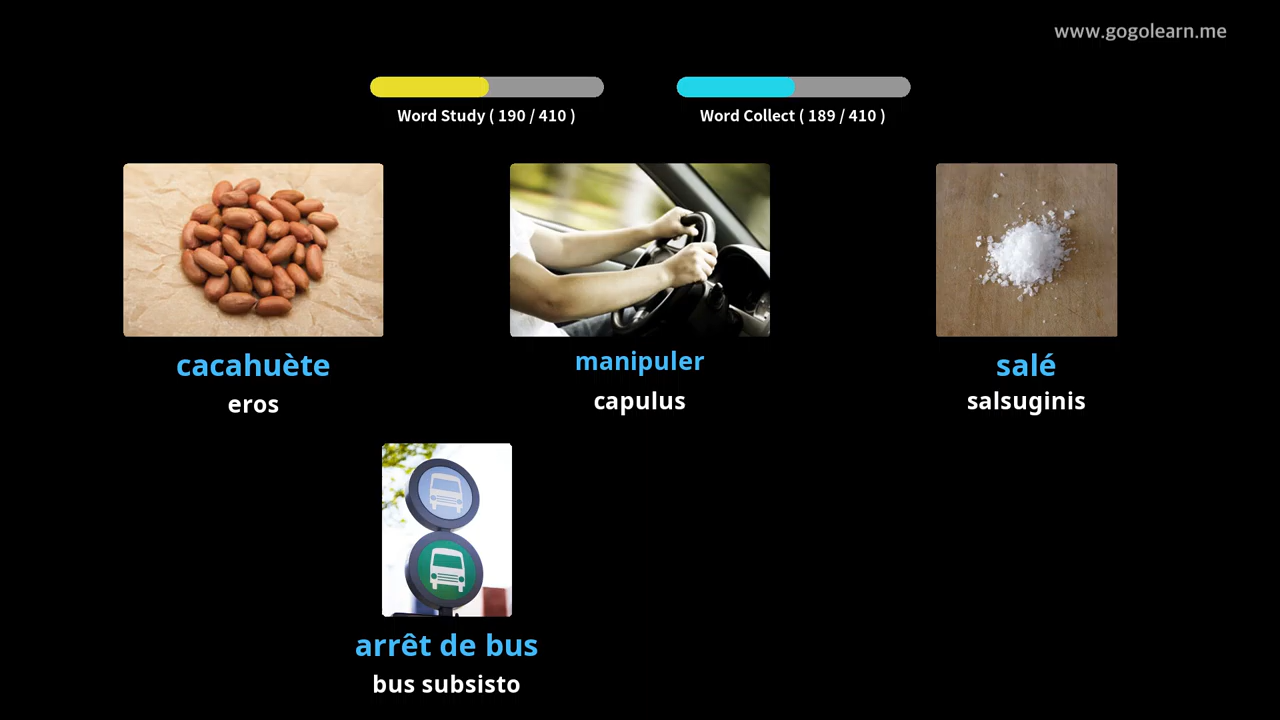 www.gogolearn.me
Word Study ( 190 / 410 )
Word Collect ( 189 / 410 )
cacahuète
eros
manipuler
capulus
salé
salsuginis
arrêt de bus
bus subsisto